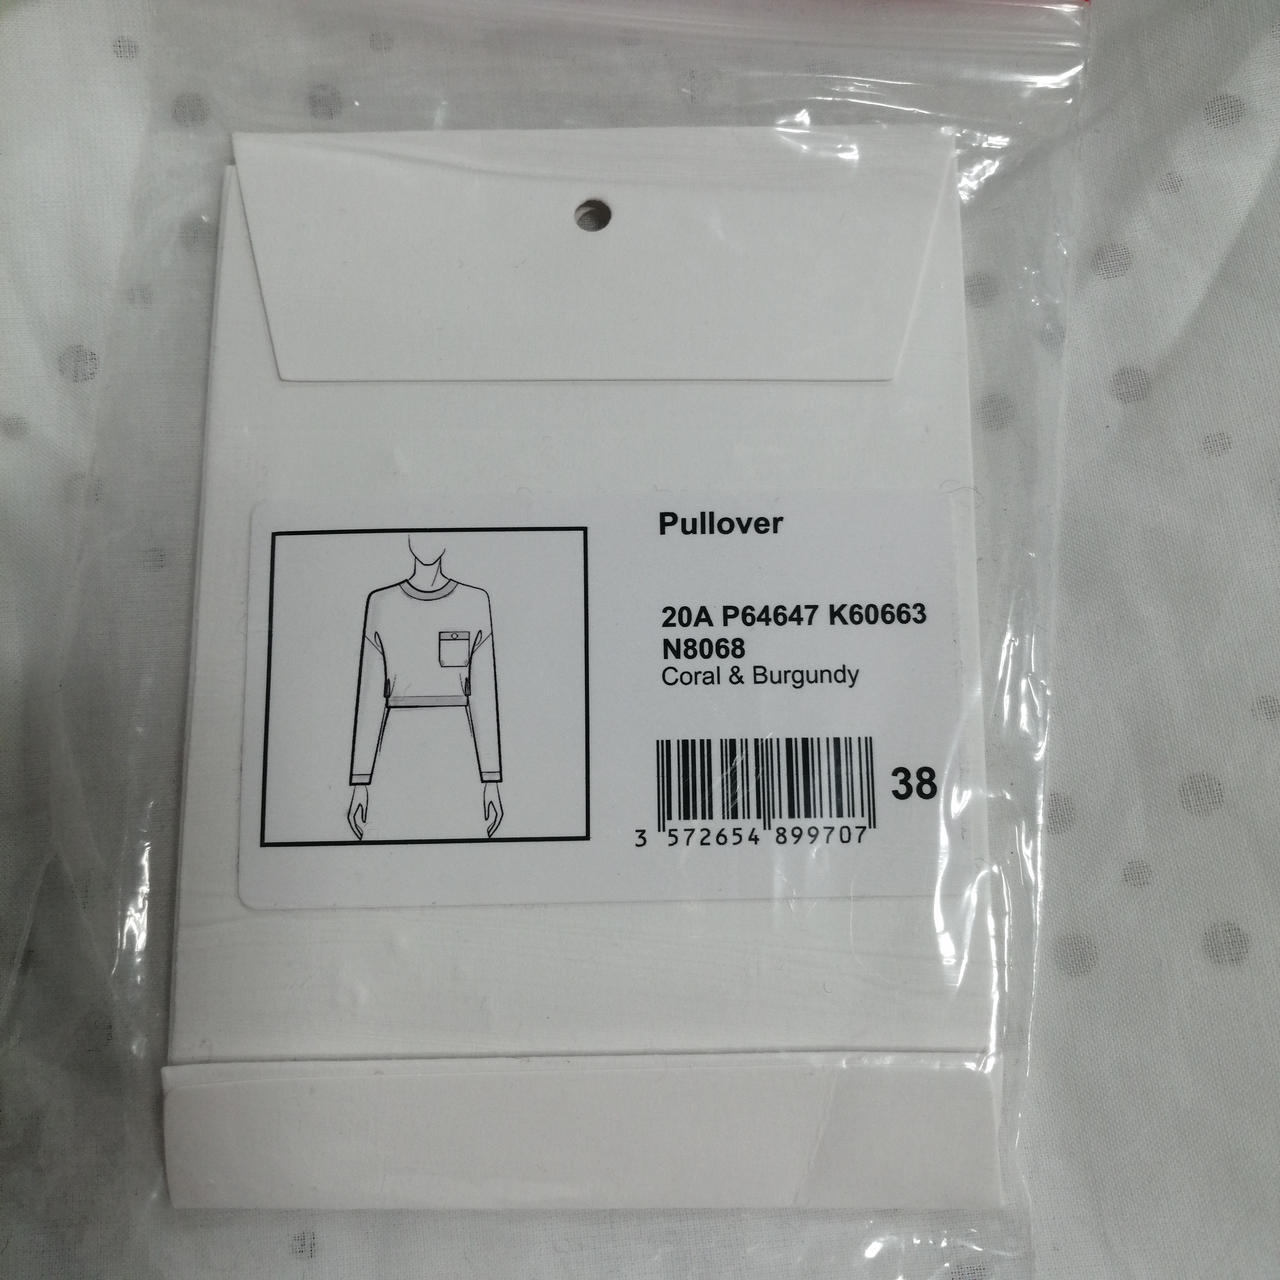 Pullover
20A P64647 K60663
N8068
Coral & Burgundy
38
3 572654 899707